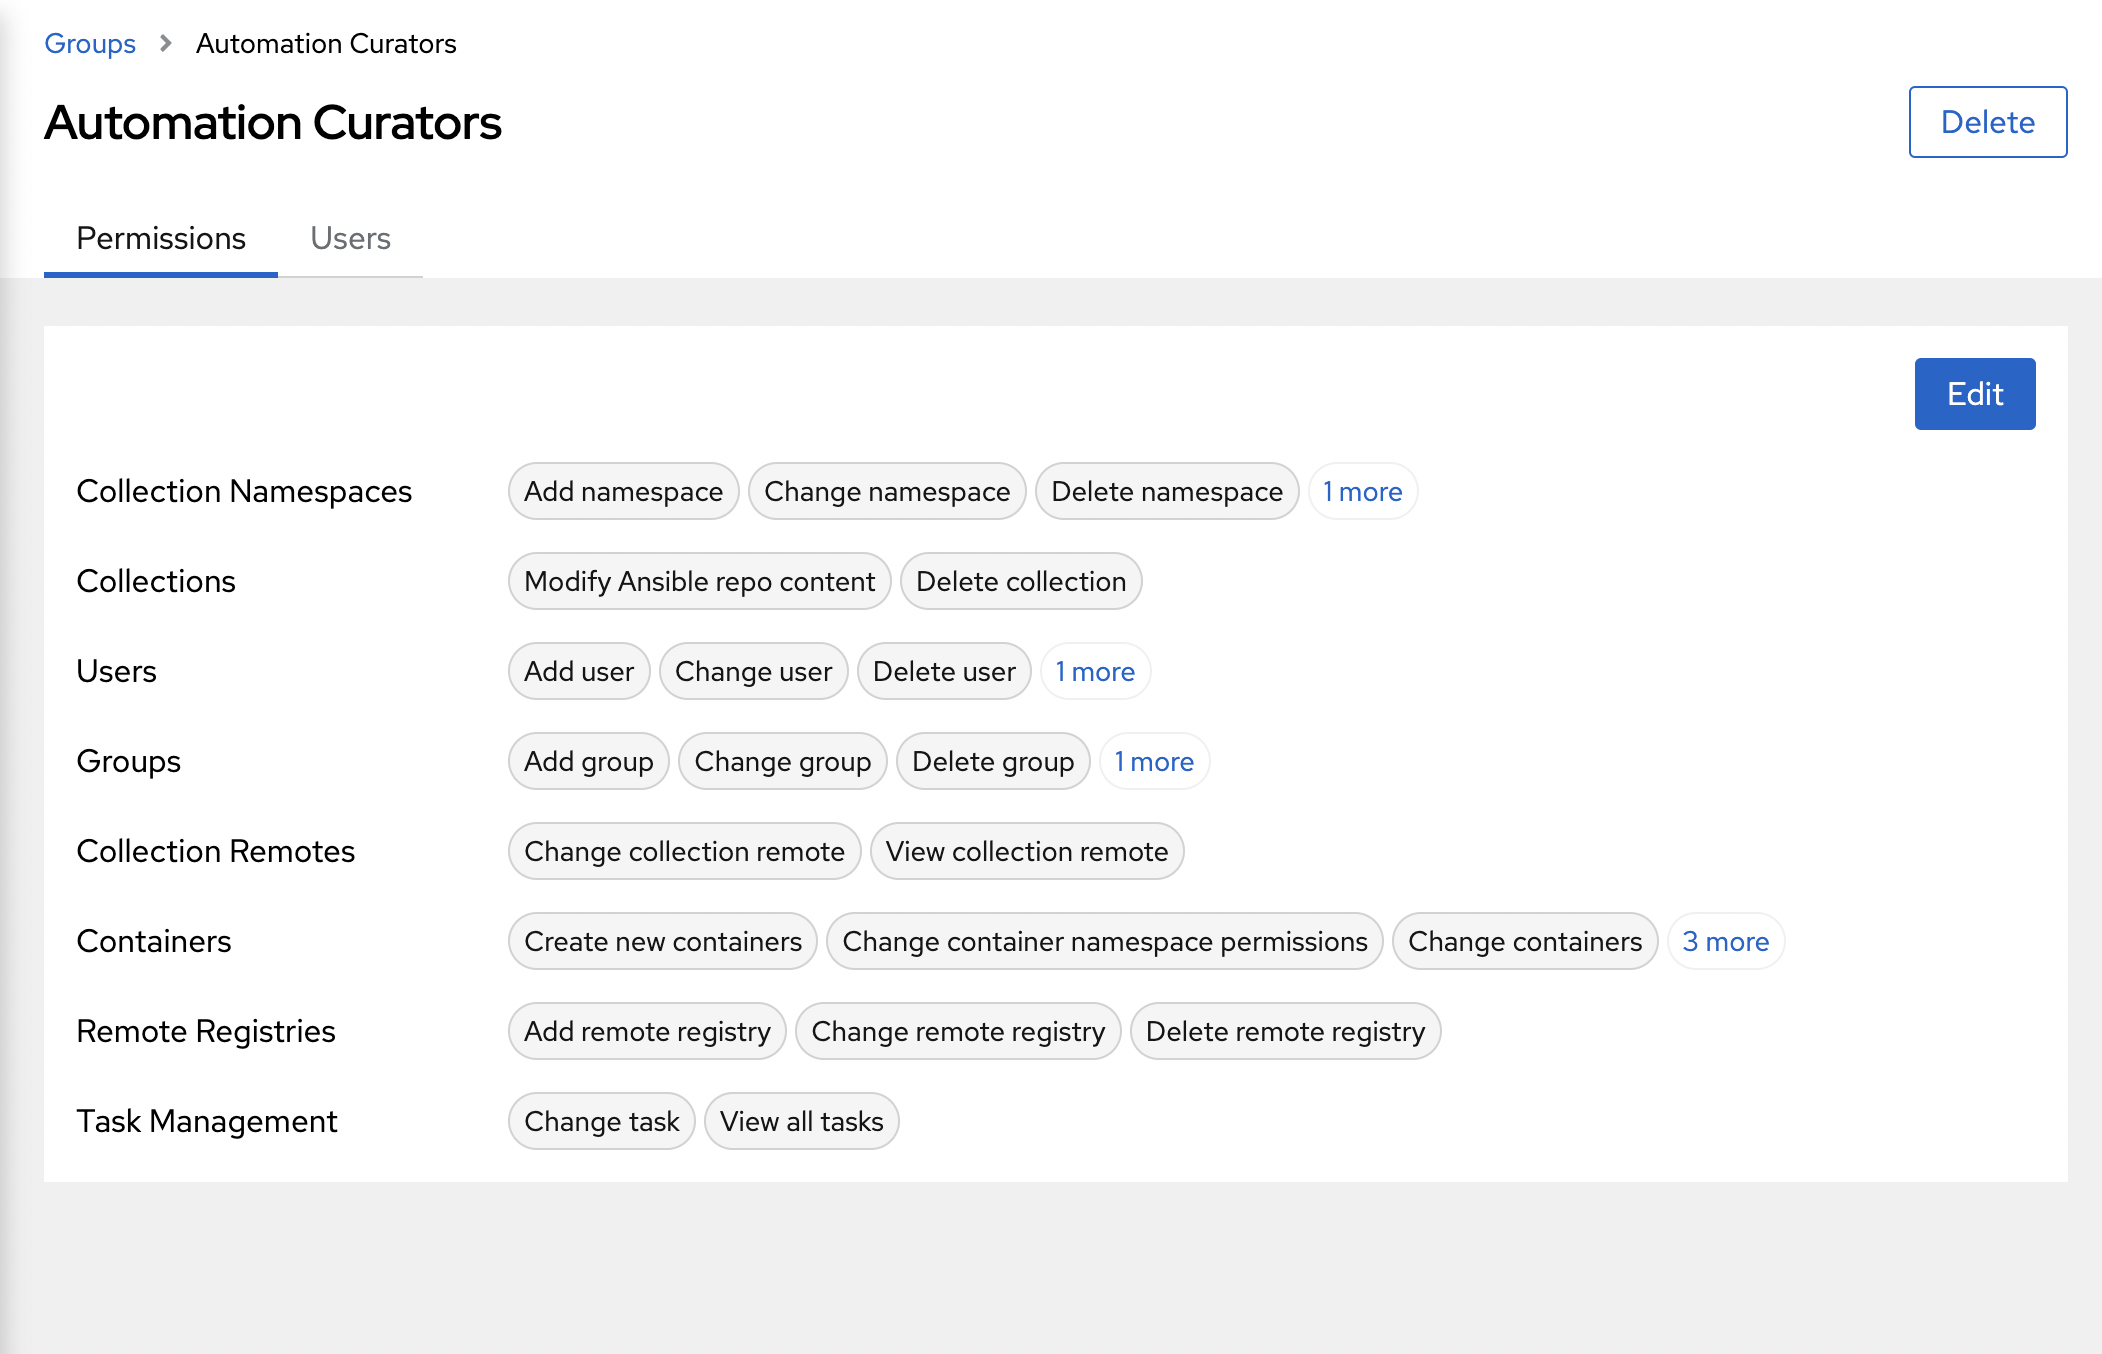 Groups > Automation Curators
Automation Curators
Delete
Permissions Users
Edit
Collection Namespaces Add namespace Change namespace Delete namespace 1 more
Collections Modify Ansible repo content Delete collection
Users Add user Change user Delete user 1 more
Groups Add group Change group Delete group 1 more
Collection Remotes Change collection remote View collection remote
Containers Create new containers Change container namespace permissions Change containers 3 more
Remote Registries Add remote registry Change remote registry Delete remote registry
Task Management Change task View all tasks